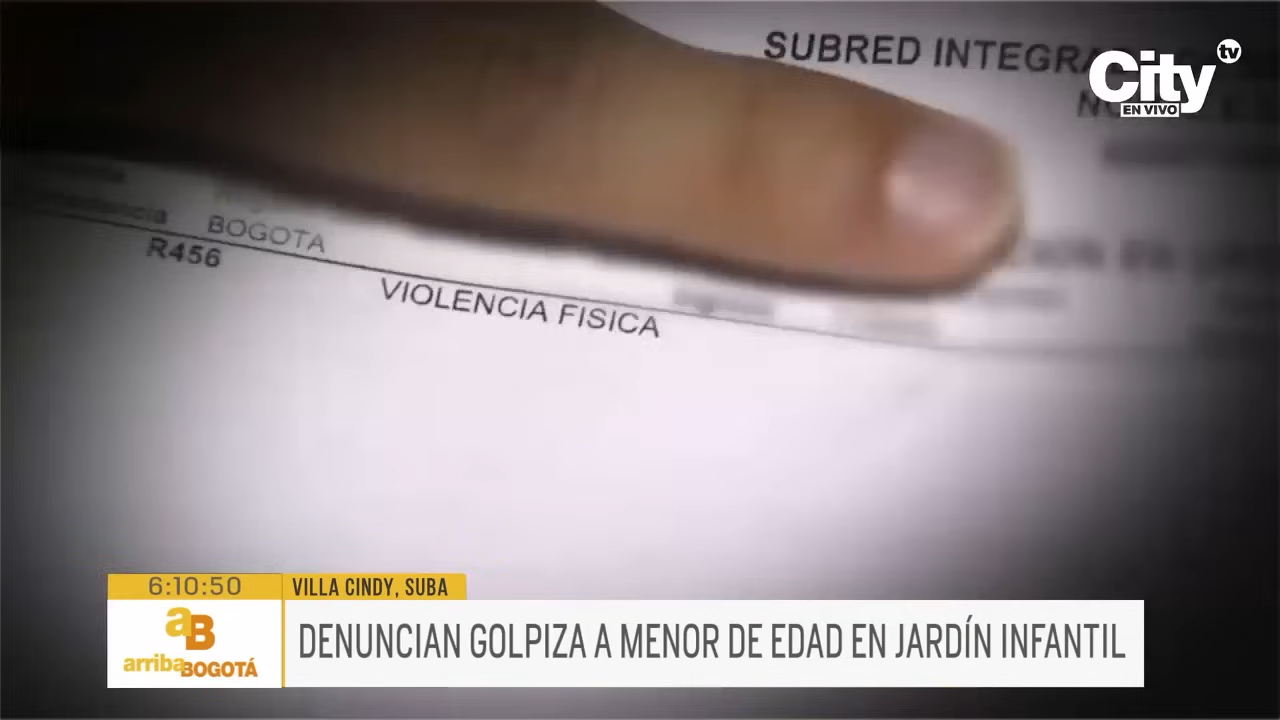 SUBRED INTEGRA
City tv
EN VIVO
BOGOTA
R456
VIOLENCIA FISICA
6:10:50
VILLA CINDY, SUBA
aB
arriba BOGOTÁ
DENUNCIAN GOLPIZA A MENOR DE EDAD EN JARDÍN INFANTIL